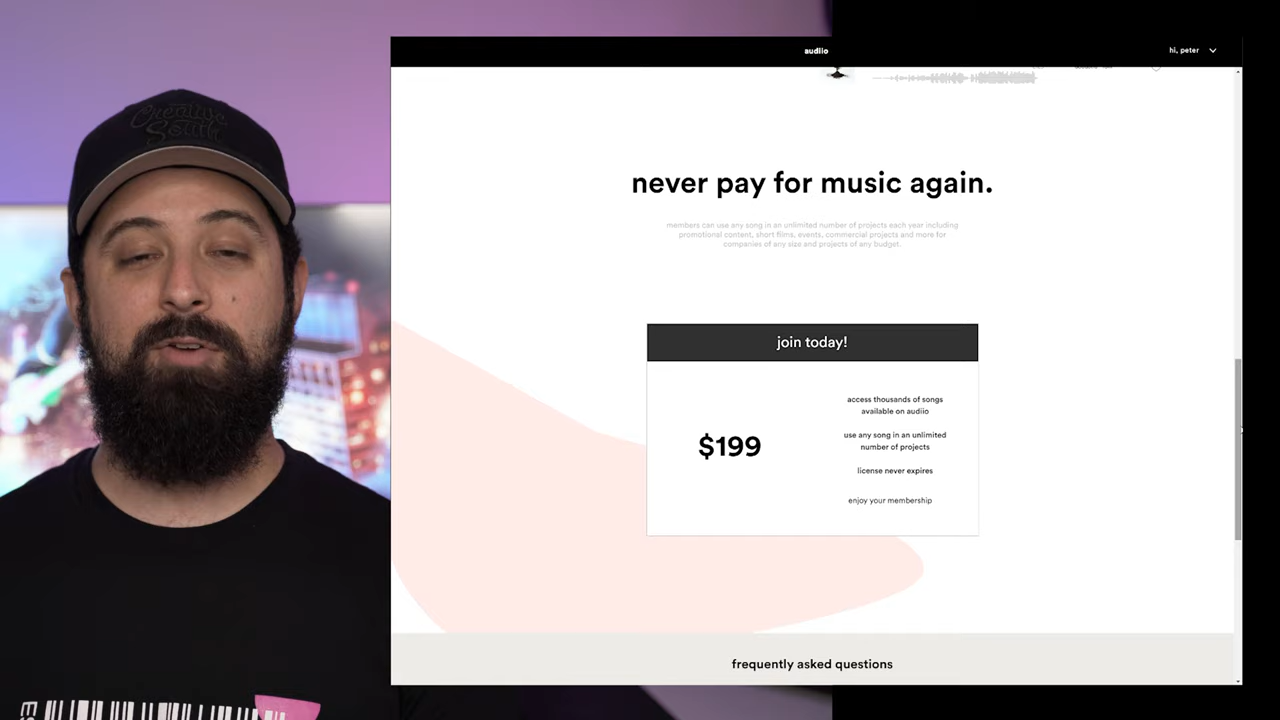 Creative
South
audiio
hi, peter
never pay for music again.
members can use any song in an unlimited number of projects each year including
promotional content, short films, events, commercial projects and more for
companies of any size and projects of any budget.
join today!
$199
access thousands of songs
available on audiio
use any song in an unlimited
number of projects
license never expires
enjoy your membership
frequently asked questions